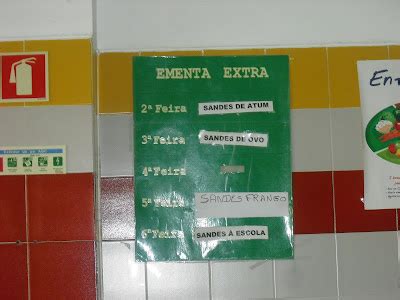 EMENTA EXTRA
2ª Feira SANDES DE ATUM
3ª Feira SANDES DE OVO
4ª Feira
5ª Feira SANDES FRANGO
6ª Feira SANDES À ESCOLA